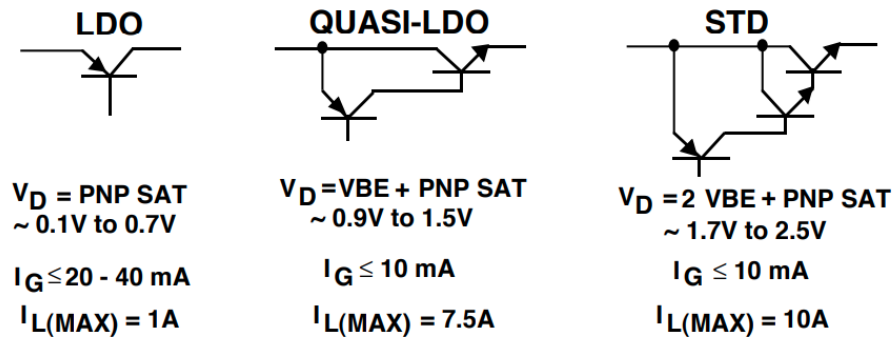 LDO
V_D = PNP SAT
~ 0.1V to 0.7V
I_G ≤ 20 - 40 mA
I_L(MAX) = 1A
QUASI-LDO
V_D = VBE + PNP SAT
~ 0.9V to 1.5V
I_G ≤ 10 mA
I_L(MAX) = 7.5A
STD
V_D = 2 VBE + PNP SAT
~ 1.7V to 2.5V
I_G ≤ 10 mA
I_L(MAX) = 10A